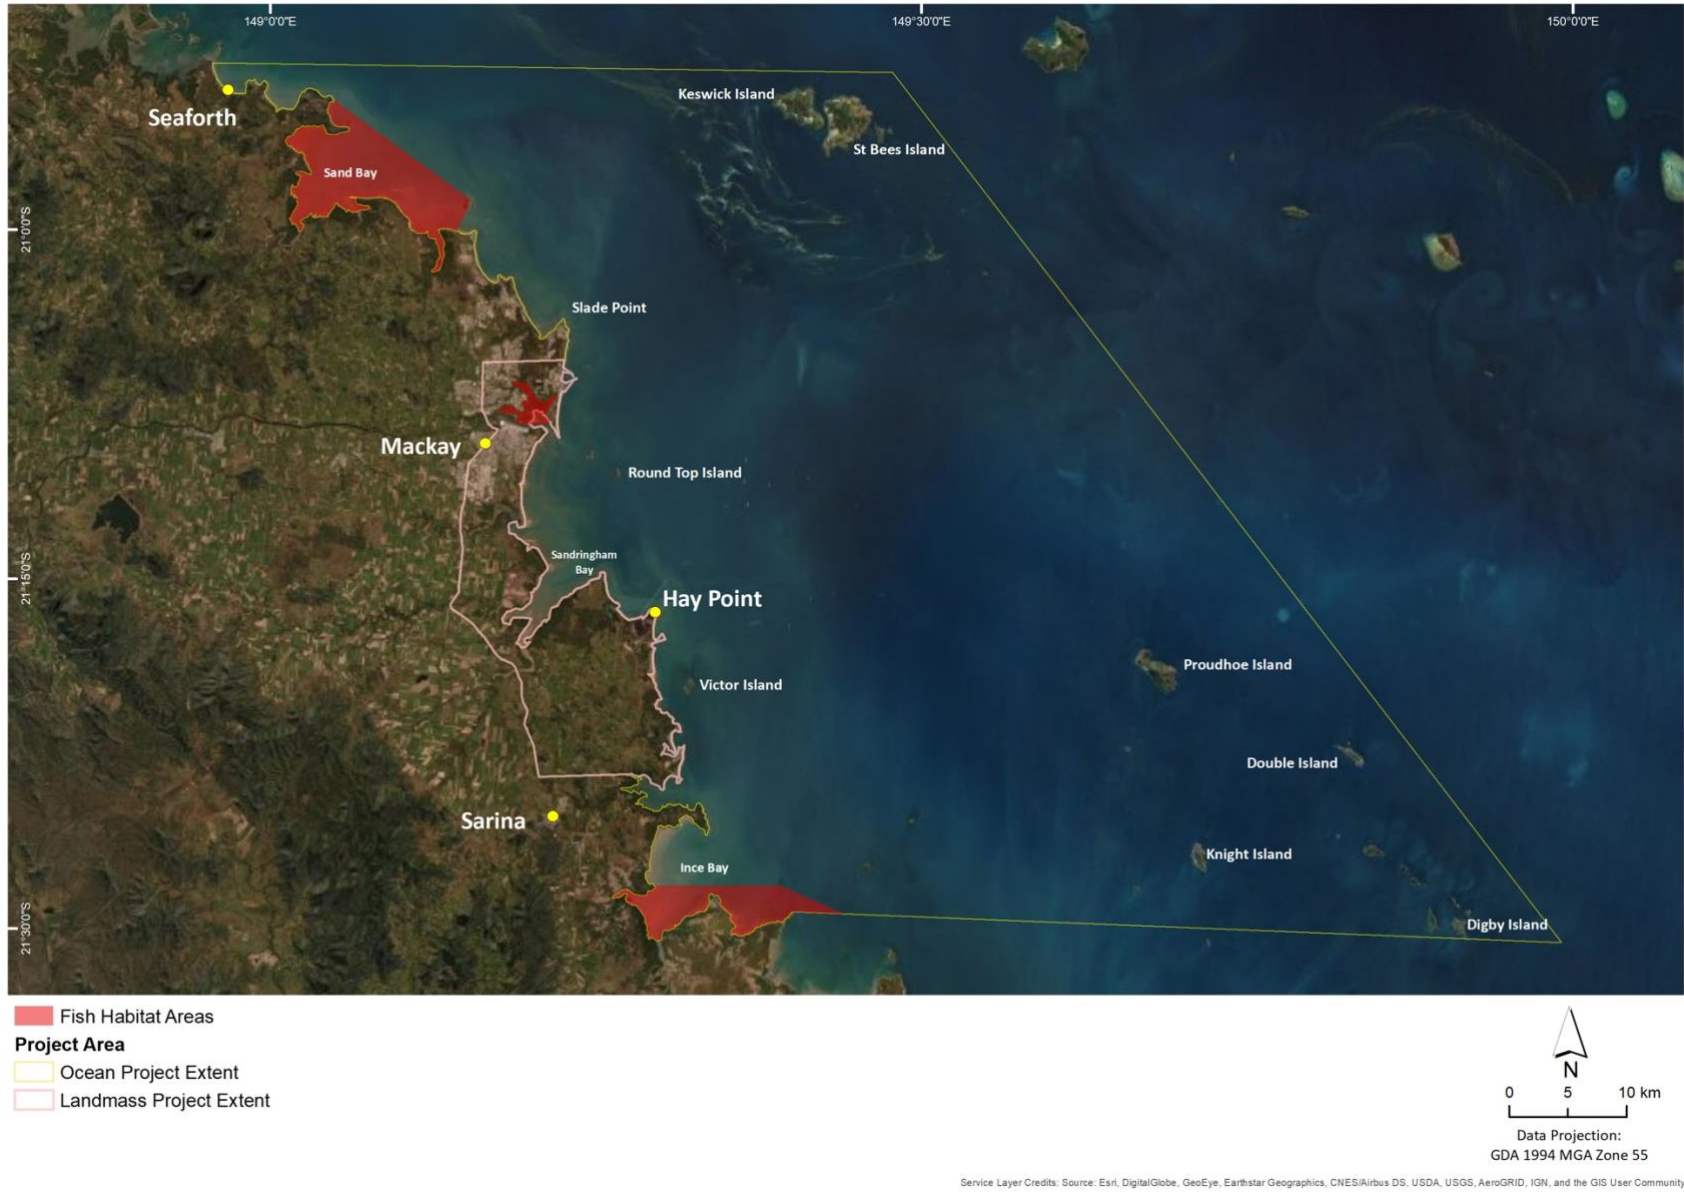 149°0'0"E
149°30'0"E
150°0'0"E
Keswick Island
Seaforth
St Bees Island
Sand Bay
21°0'0"S
Slade Point
Mackay
Round Top Island
Sandringham
Bay
21°15'0"S
Hay Point
Proudhoe Island
Victor Island
Double Island
Sarina
Knight Island
Ince Bay
Digby Island
21°30'0"S
Fish Habitat Areas
Project Area
Ocean Project Extent
Landmass Project Extent
N
0 5 10 km
Data Projection:
GDA 1994 MGA Zone 55
Service Layer Credits: Source: Esri, DigitalGlobe, GeoEye, Earthstar Geographics, CNES/Airbus DS, USDA, USGS, AeroGRID, IGN, and the GIS User Community